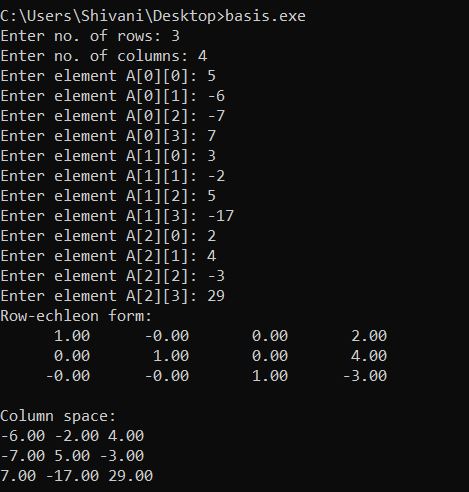 C:\Users\Shivani\Desktop>basis.exe
Enter no. of rows: 3
Enter no. of columns: 4
Enter element A[0][0]: 5
Enter element A[0][1]: -6
Enter element A[0][2]: -7
Enter element A[0][3]: 7
Enter element A[1][0]: 3
Enter element A[1][1]: -2
Enter element A[1][2]: 5
Enter element A[1][3]: -17
Enter element A[2][0]: 2
Enter element A[2][1]: 4
Enter element A[2][2]: -3
Enter element A[2][3]: 29
Row-echleon form:
1.00 -0.00 0.00 2.00
0.00 1.00 0.00 4.00
-0.00 -0.00 1.00 -3.00
Column space:
-6.00 -2.00 4.00
-7.00 5.00 -3.00
7.00 -17.00 29.00